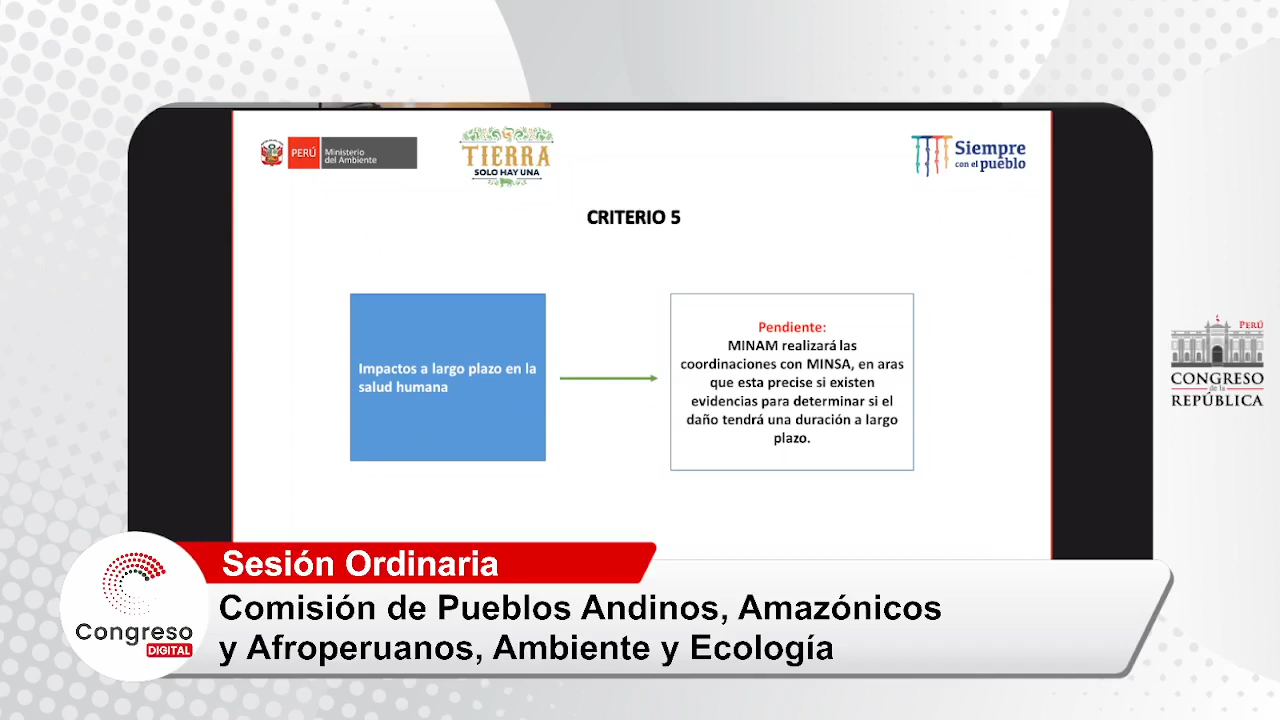 PERÚ
Ministerio
del Ambiente
TIERRA
SOLO HAY UNA
Siempre
con el pueblo
CRITERIO 5
Impactos a largo plazo en la
salud humana
Pendiente:
MINAM realizará las
coordinaciones con MINSA, en aras
que esta precise si existen
evidencias para determinar si el
daño tendrá una duración a largo
plazo.
PERÚ
CONGRESO
de la
REPÚBLICA
Sesión Ordinaria
Comisión de Pueblos Andinos, Amazónicos
y Afroperuanos, Ambiente y Ecología
Congreso
DIGITAL